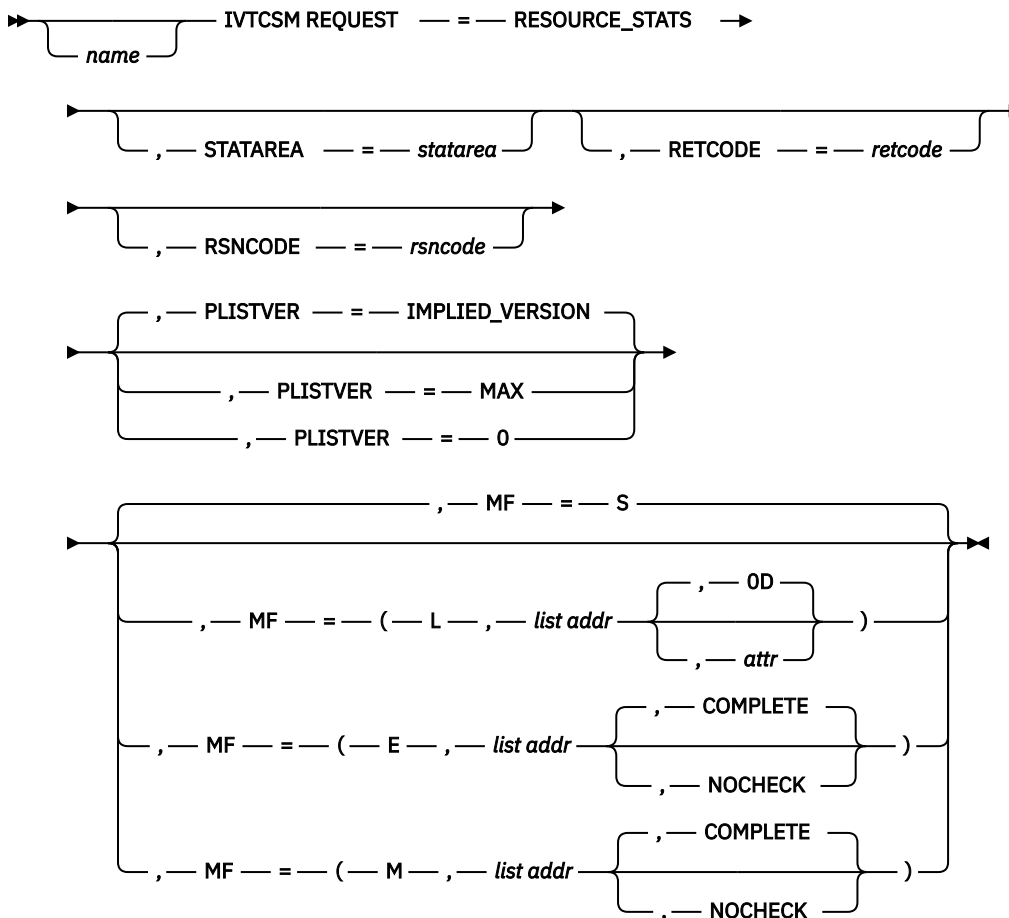 IVTCSM REQUEST = RESOURCE_STATS
name
, STATAREA = statarea , RETCODE = retcode
, RSNCODE = rsncode
, PLISTVER = IMPLIED_VERSION
, PLISTVER = MAX
, PLISTVER = 0
, MF = S
, 0D
, MF = ( L , list addr )
, attr
, COMPLETE
, MF = ( E , list addr )
, NOCHECK
, COMPLETE
, MF = ( M , list addr )
, NOCHECK